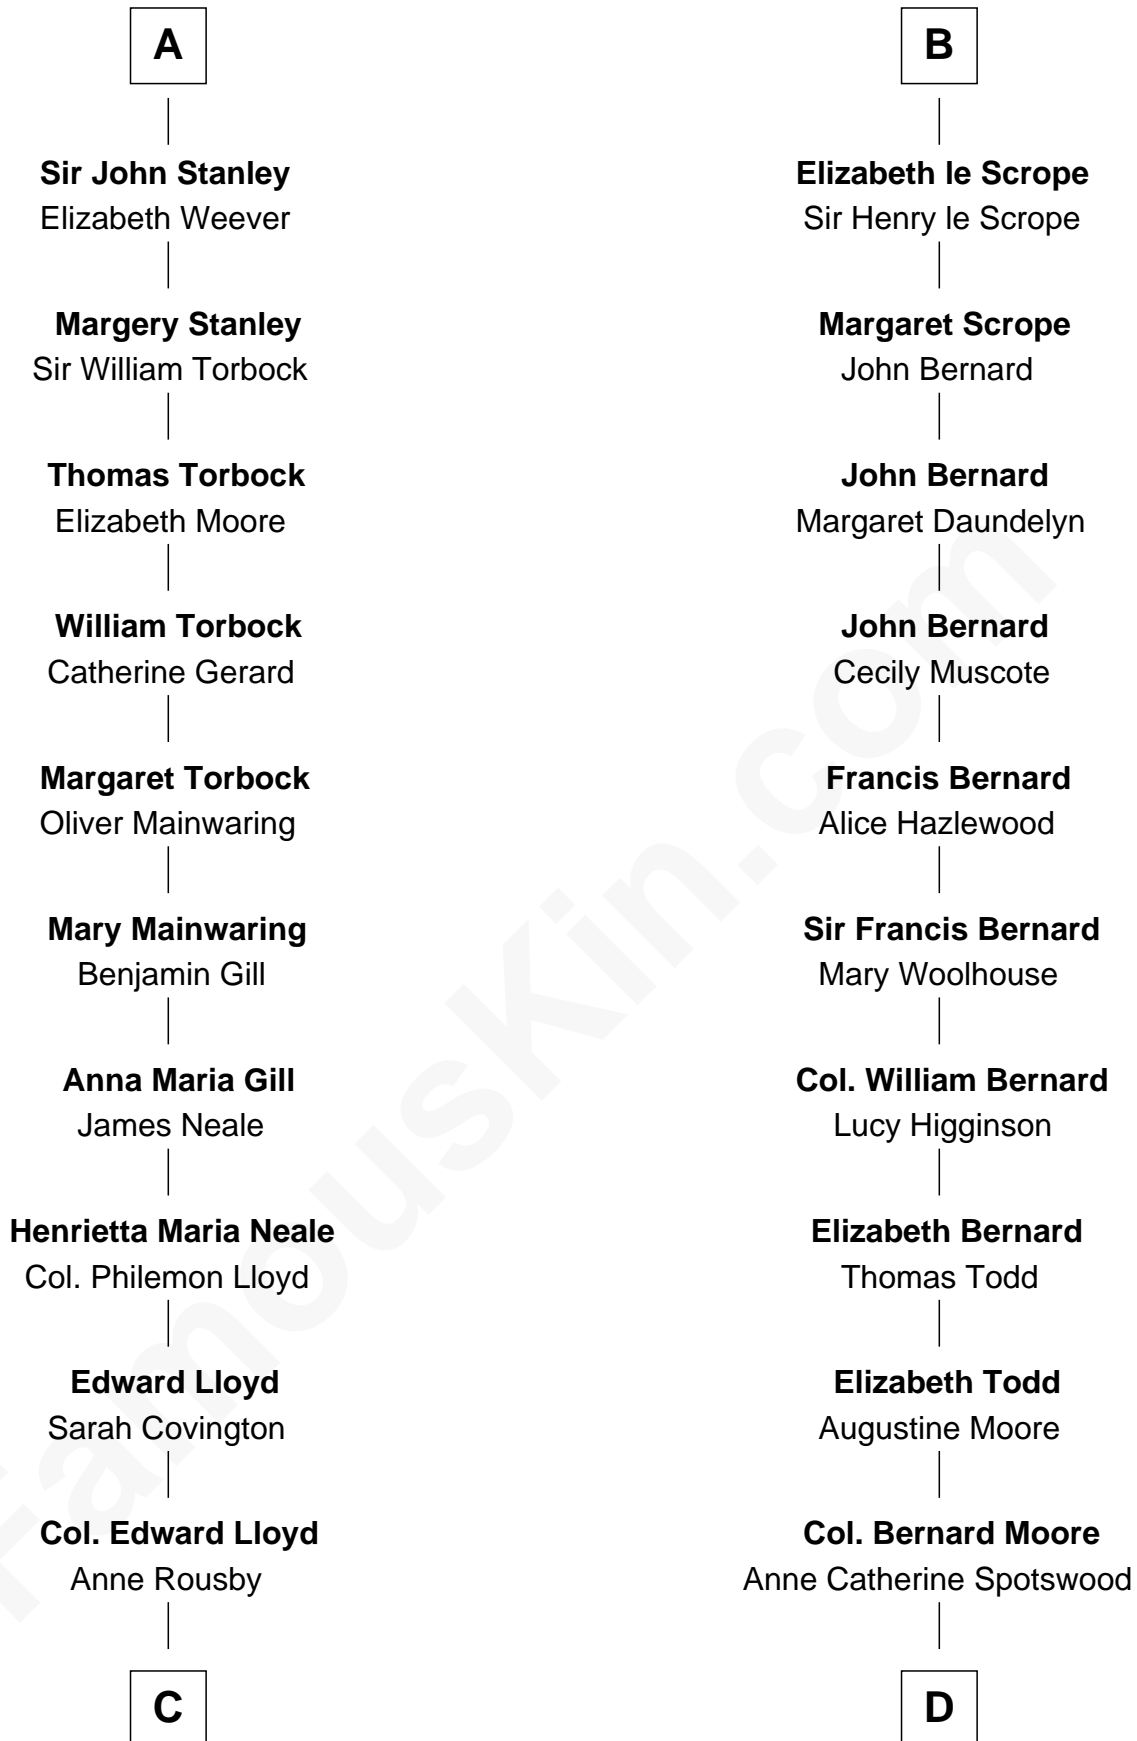 A
Sir John Stanley
Elizabeth Weever
Margery Stanley
Sir William Torbock
Thomas Torbock
Elizabeth Moore
William Torbock
Catherine Gerard
Margaret Torbock
Oliver Mainwaring
Mary Mainwaring
Benjamin Gill
Anna Maria Gill
James Neale
Henrietta Maria Neale
Col. Philemon Lloyd
Edward Lloyd
Sarah Covington
Col. Edward Lloyd
Anne Rousby
C
B
Elizabeth le Scrope
Sir Henry le Scrope
Margaret Scrope
John Bernard
John Bernard
Margaret Daundelyn
John Bernard
Cecily Muscote
Francis Bernard
Alice Hazlewood
Sir Francis Bernard
Mary Woolhouse
Col. William Bernard
Lucy Higginson
Elizabeth Bernard
Thomas Todd
Elizabeth Todd
Augustine Moore
Col. Bernard Moore
Anne Catherine Spotswood
D
FamousKin.com